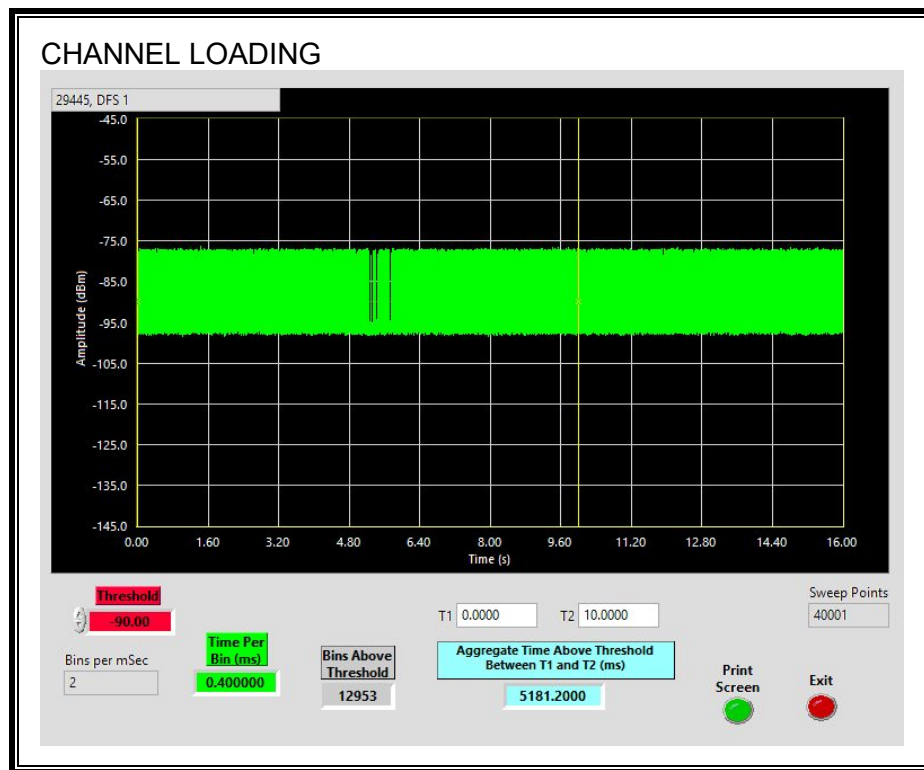 CHANNEL LOADING
29445, DFS 1
-45.0
-55.0
-65.0
-75.0
-85.0
-95.0
-105.0
-115.0
-125.0
-135.0
-145.0
Amplitude (dBm)
0.00 1.60 3.20 4.80 6.40 8.00 9.60 11.20 12.80 14.40 16.00
Time (s)
Threshold
-90.00
T1 0.0000 T2 10.0000
Sweep Points
40001
Bins per mSec
2
Time Per
Bin (ms)
0.400000
Bins Above
Threshold
12953
Aggregate Time Above Threshold
Between T1 and T2 (ms)
5181.2000
Print
Screen
Exit